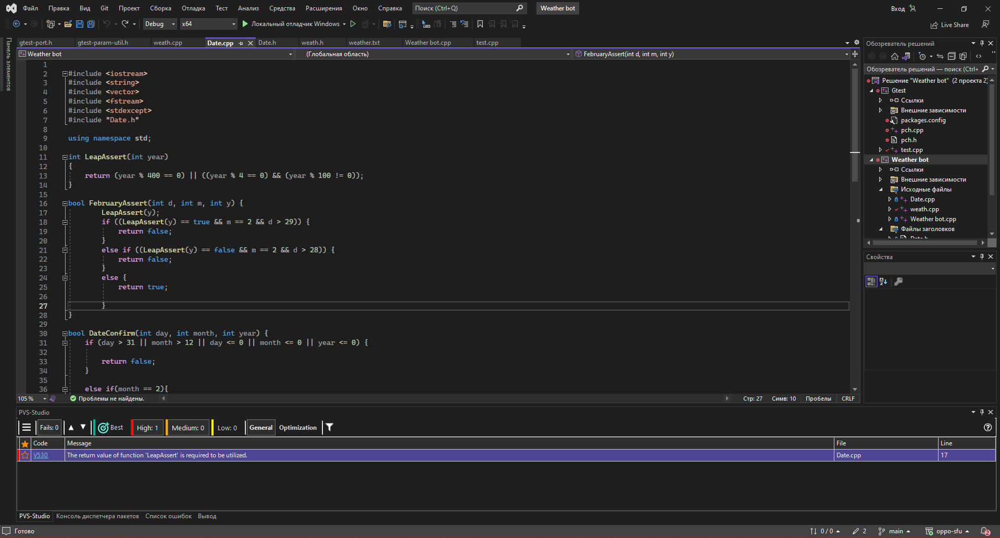 Файл Правка Вид Git Проект Сборка Отладка Тест Анализ Средства Расширения Окно Справка Поиск (Ctrl+Q) Weather bot Вход
Debug x64 Локальный отладчик Windows Live Share
Панель элементов
gtest-port.h gtest-param-util.h weath.cpp Date.cpp Date.h weath.h weather.txt Weather bot.cpp test.cpp
Weather bot (Глобальная область) FebruaryAssert(int d, int m, int y)
1
2 #include <iostream>
3 #include <string>
4 #include <vector>
5 #include <fstream>
6 #include <stdexcept>
7 #include "Date.h"
8
9 using namespace std;
10
11 int LeapAssert(int year)
12 {
13 return (year % 400 == 0) || ((year % 4 == 0) && (year % 100 != 0));
14 }
15
16 bool FebruaryAssert(int d, int m, int y) {
17 LeapAssert(y);
18 if ((LeapAssert(y) == true && m == 2 && d > 29)) {
19 return false;
20 }
21 else if ((LeapAssert(y) == false && m == 2 && d > 28)) {
22 return false;
23 }
24 else {
25 return true;
26
27 }
28 }
29
30 bool DateConfirm(int day, int month, int year) {
31 if (day > 31 || month > 12 || day <= 0 || month <= 0 || year <= 0) {
32
33 return false;
34 }
35
36 else if(month == 2){
105 % Проблемы не найдены. Стр: 27 Симв: 10 Пробелы CRLF
Обозреватель решений
Обозреватель решений — поиск (Ctrl+
Решение "Weather bot" (2 проекта 2)
Gtest
Ссылки
Внешние зависимости
packages.config
pch.cpp
pch.h
test.cpp
Weather bot
Ссылки
Внешние зависимости
Исходные файлы
Date.cpp
weath.cpp
Weather bot.cpp
Файлы заголовков
Date.h
Свойства
PVS-Studio
Fails: 0 Best High: 1 Medium: 0 Low: 0 General Optimization
Code Message File Line
V530 The return value of function 'LeapAssert' is required to be utilized. Date.cpp 17
PVS-Studio Консоль диспетчера пакетов Список ошибок Вывод
Готово 0 / 0 2 main oppo-sfu 2